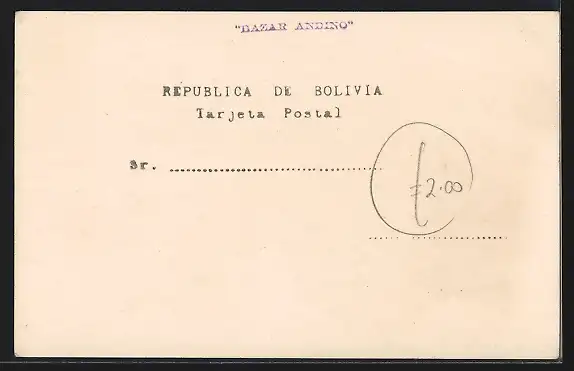 "BAZAR ANDINO"
REPUBLICA DE BOLIVIA
Tarjeta Postal
Sr. ........................................
£2.00